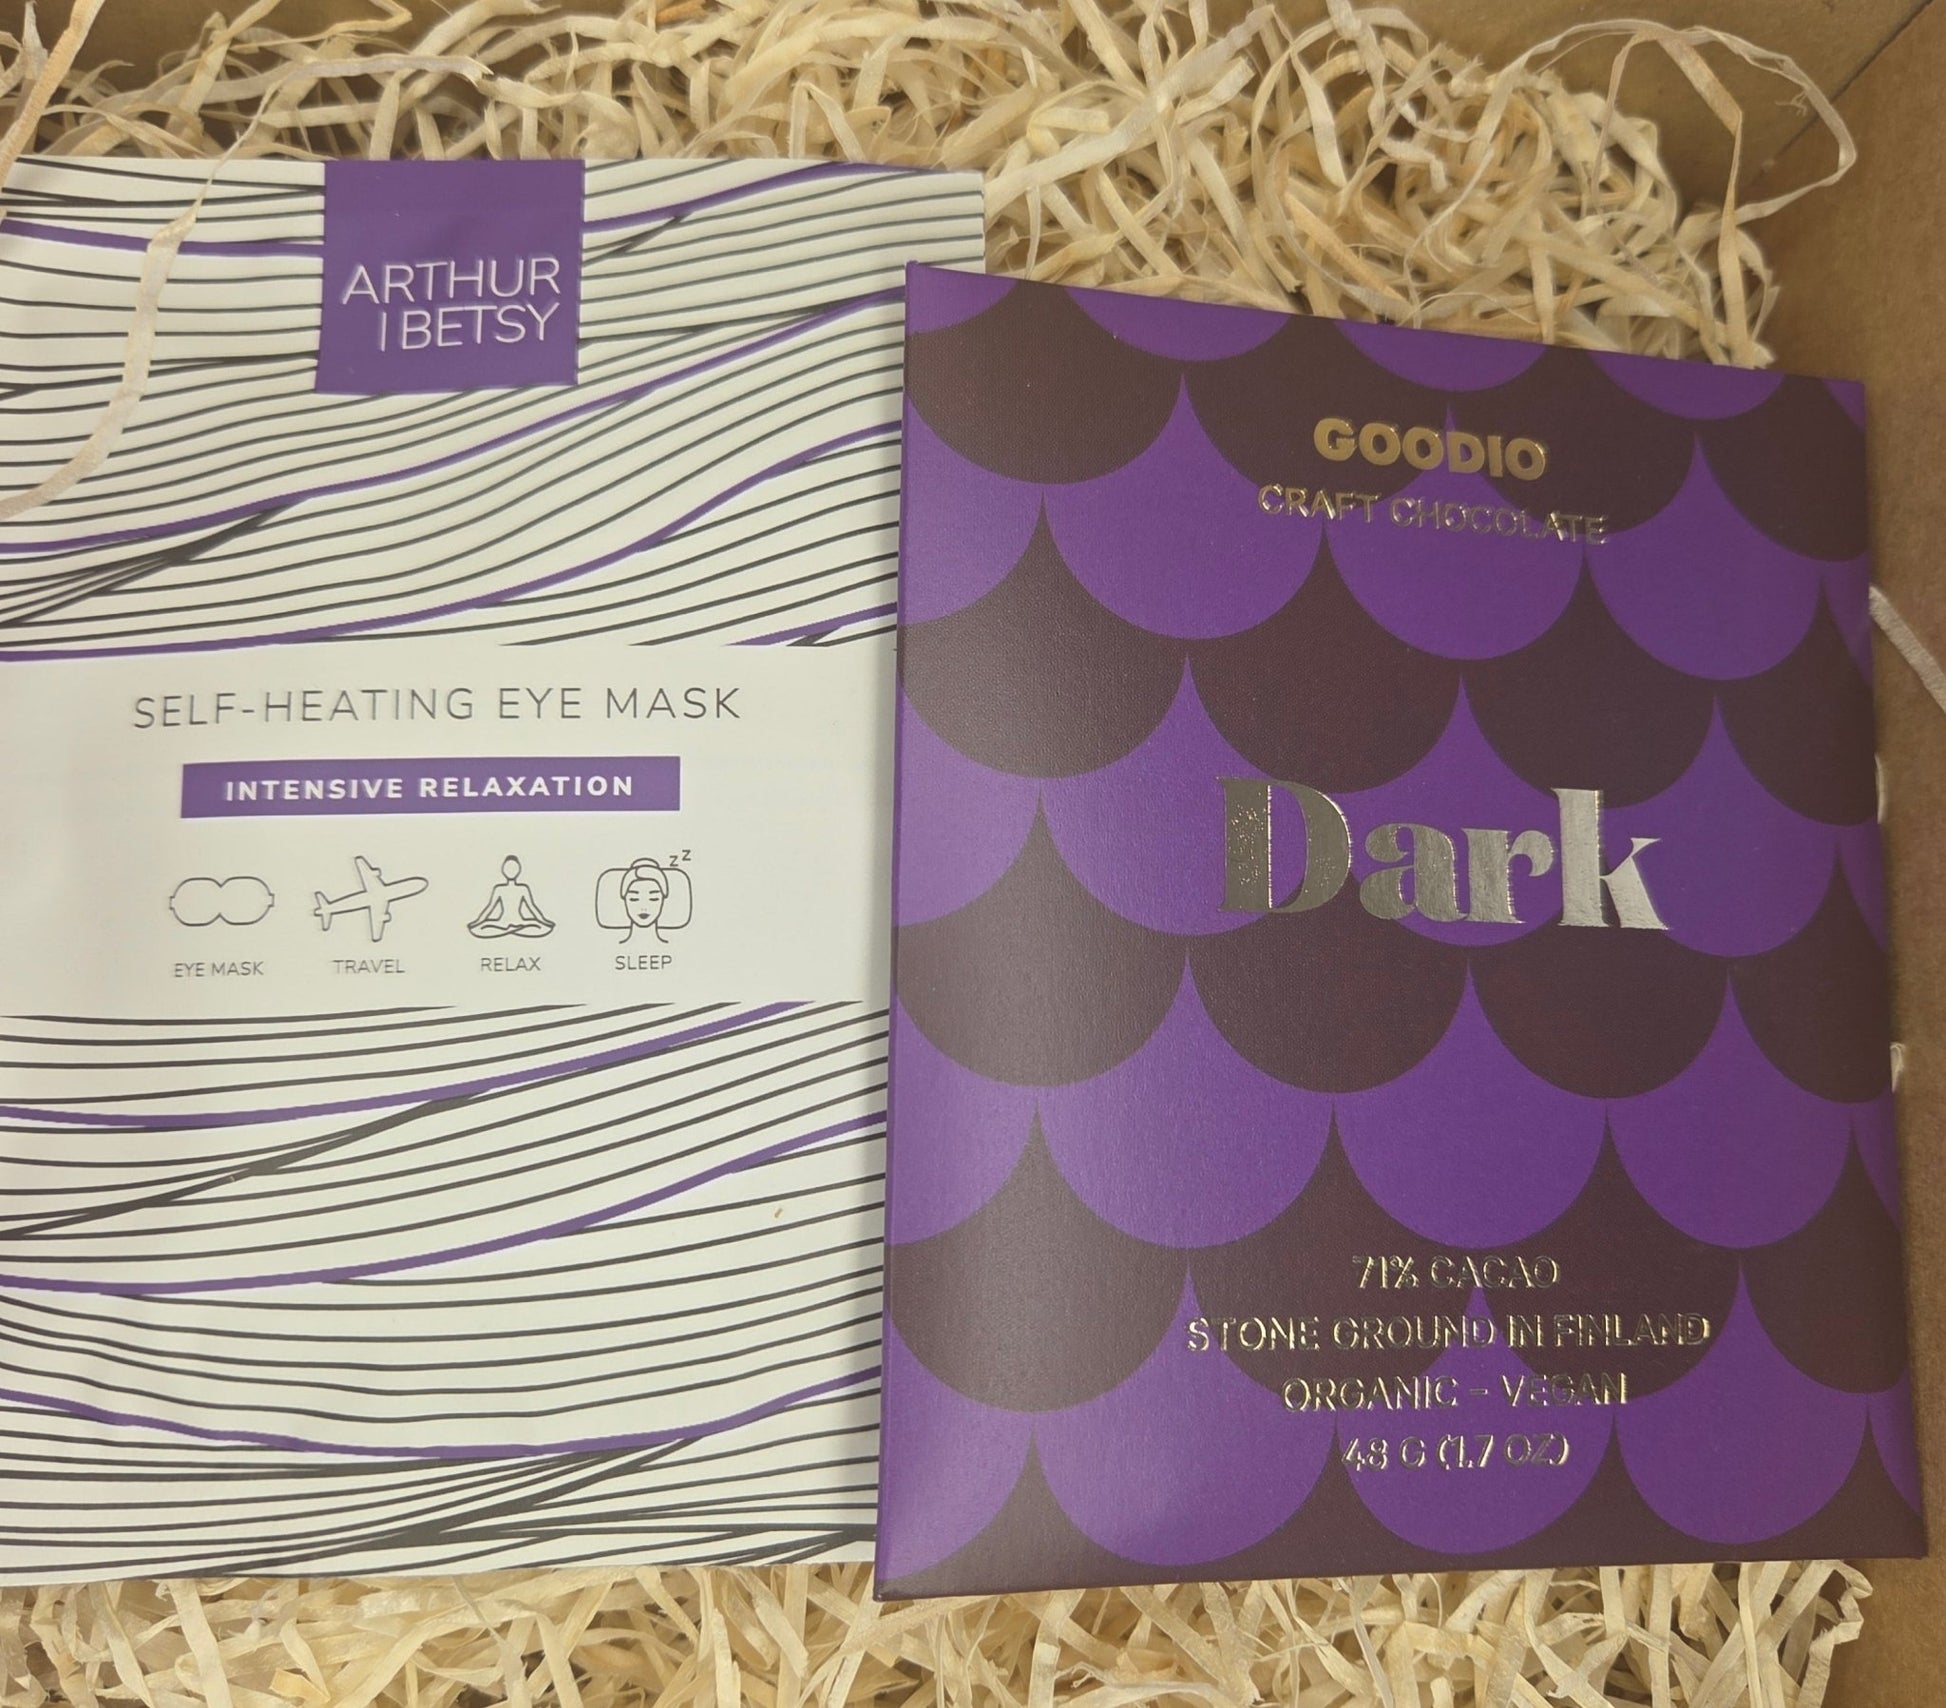 ARTHUR
I BETSY
SELF-HEATING EYE MASK
INTENSIVE RELAXATION
EYE MASK
TRAVEL
RELAX
zz
SLEEP
GOODIO
CRAFT CHOCOLATE
Dark
71% CACAO
STONE GROUND IN FINLAND
ORGANIC - VEGAN
48 G (1.7 OZ)